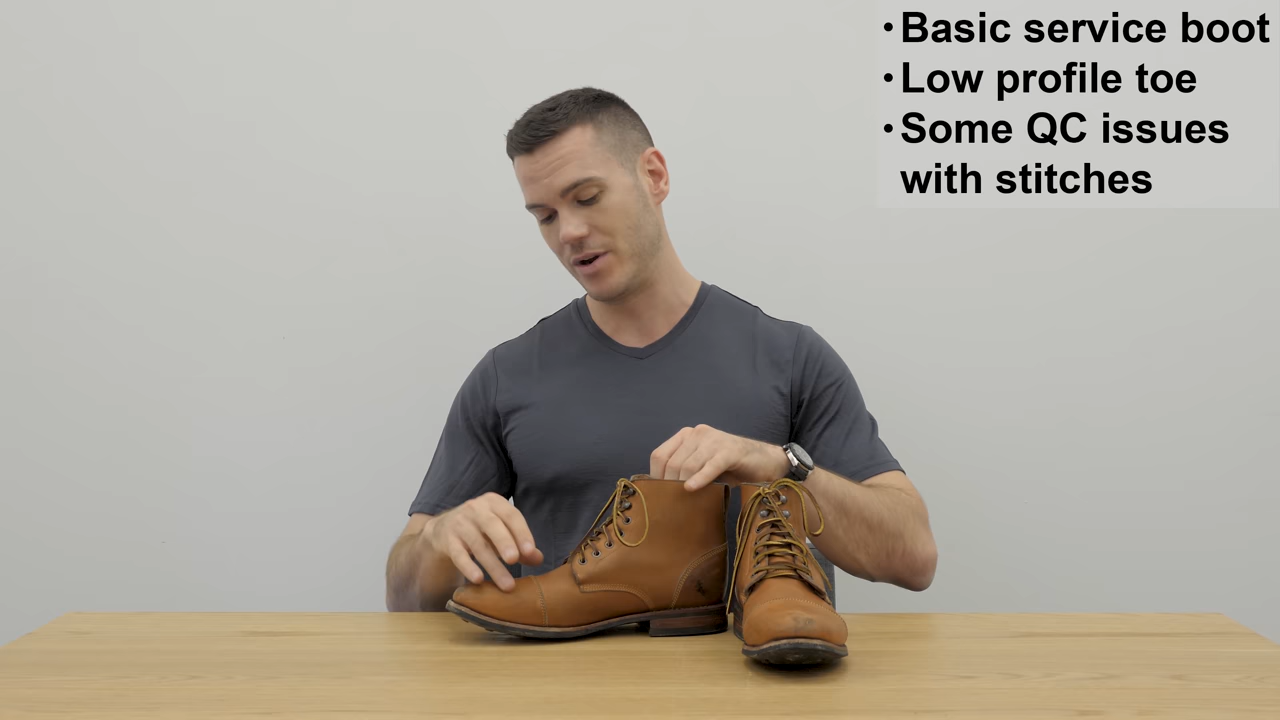 •Basic service boot
•Low profile toe
•Some QC issues
with stitches